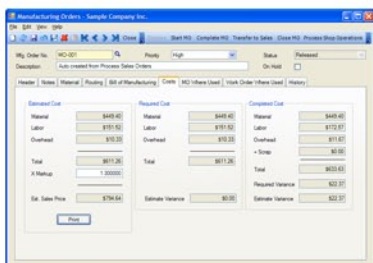 Manufacturing Orders - Sample Company Inc.
File Edit View Help
Close Start MO Complete MO Transfer to Sales Close MO Process Shop Operations
Mfg. Order No. MO-001 Priority High Status Released
Description Auto created from Process Sales Orders On Hold
Header Notes Material Routing Bill of Manufacturing Costs MO Where Used Work Order Where Used History
Estimated Cost Required Cost Completed Cost
Material $449.40 Material $449.40 Material $449.40
Labor $151.52 Labor $151.52 Labor $172.57
Overhead $10.33 Overhead $10.33 Overhead $11.67
+ Scrap $0.00
Total $611.26 Total $611.26 Total $633.63
X Markup 1.300000
Required Variance $22.37
Est. Sales Price $794.64 Estimate Variance $0.00 Estimate Variance $22.37
Print